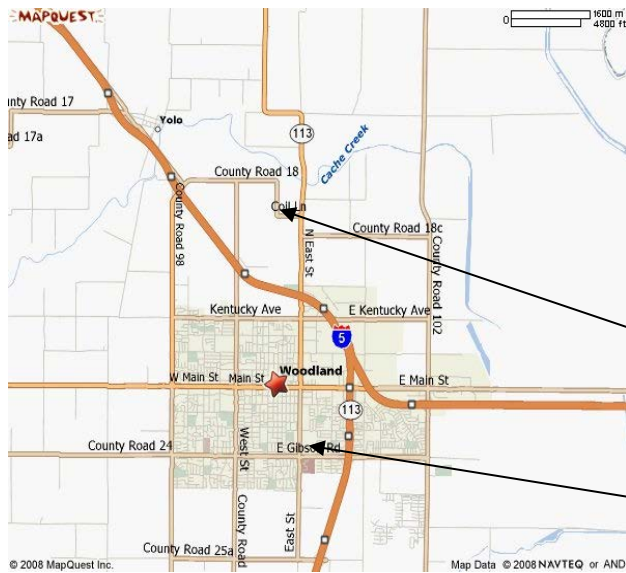 MAPQUEST
0 1600 m
4800 ft
unty Road 17
Yolo
ad 17a
113
Cache Creek
County Road 18
Coil Ln
County Road 98
N East St
County Road 18c
County Road 102
Kentucky Ave
E Kentucky Ave
5
Woodland
W Main St
Main St
E Main St
113
County Road 24
West St
E Gibson Rd
County Road
East St
County Road 25a
© 2008 MapQuest Inc.
Map Data © 2008 NAVTEQ or AND